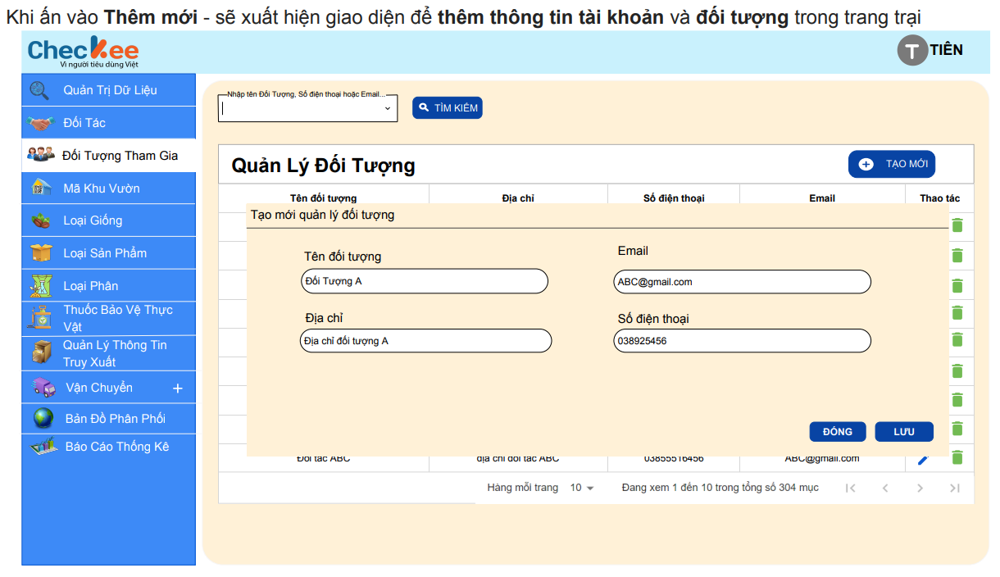 Khi ấn vào Thêm mới - sẽ xuất hiện giao diện để thêm thông tin tài khoản và đối tượng trong trang trại
Checkee
Vì người tiêu dùng Việt
T
TIÊN
Quản Trị Dữ Liệu
Đối Tác
Đối Tượng Tham Gia
Mã Khu Vườn
Loại Giống
Loại Sản Phẩm
Loại Phân
Thuốc Bảo Vệ Thực
Vật
Quản Lý Thông Tin
Truy Xuất
Vận Chuyển +
Bản Đồ Phân Phối
Báo Cáo Thống Kê
Nhập tên Đối Tượng, Số điện thoại hoặc Email...
TÌM KIẾM
Quản Lý Đối Tượng
TẠO MỚI
Tên đối tượng Địa chỉ Số điện thoại Email Thao tác
Tạo mới quản lý đối tượng
Tên đối tượng
Email
Đối Tượng A
ABC@gmail.com
Địa chỉ
Số điện thoại
Địa chỉ đối tượng A
038925456
ĐÓNG
LƯU
Đối tác ABC địa chỉ đối tác ABC 03855516456 ABC@gmail.com
Hàng mỗi trang 10 Đang xem 1 đến 10 trong tổng số 304 mục